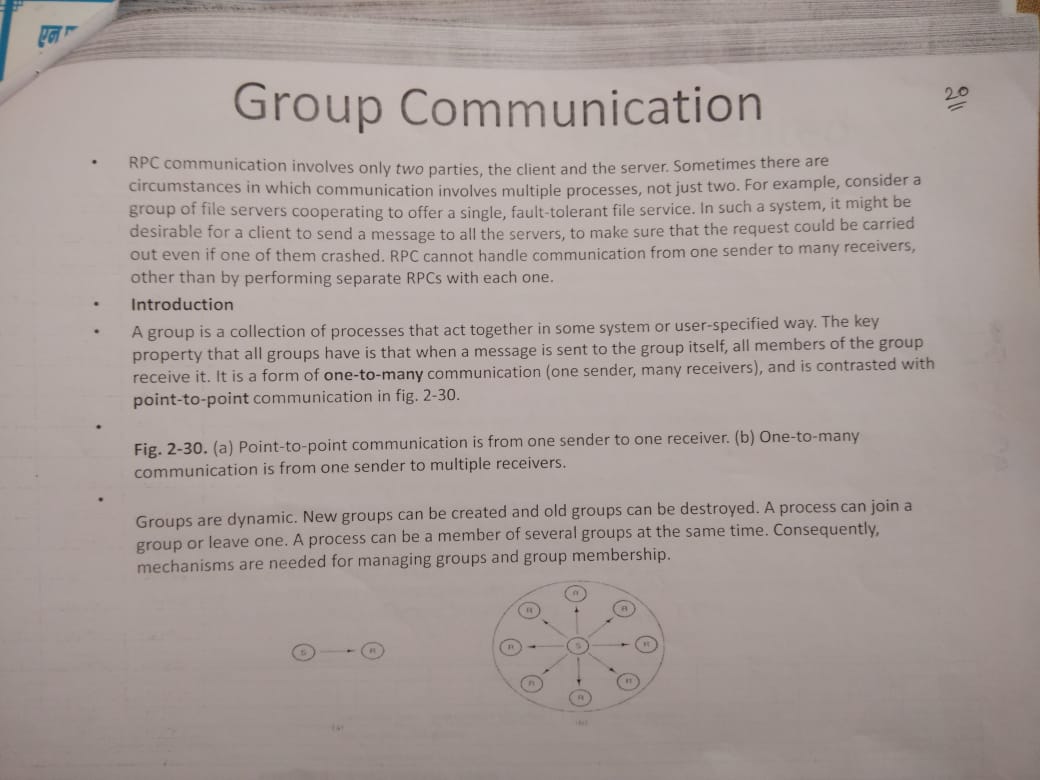 एन
Group Communication
20
• RPC communication involves only two parties, the client and the server. Sometimes there are
circumstances in which communication involves multiple processes, not just two. For example, consider a
group of file servers cooperating to offer a single, fault-tolerant file service. In such a system, it might be
desirable for a client to send a message to all the servers, to make sure that the request could be carried
out even if one of them crashed. RPC cannot handle communication from one sender to many receivers,
other than by performing separate RPCs with each one.
• Introduction
• A group is a collection of processes that act together in some system or user-specified way. The key
property that all groups have is that when a message is sent to the group itself, all members of the group
receive it. It is a form of one-to-many communication (one sender, many receivers), and is contrasted with
point-to-point communication in fig. 2-30.
•
Fig. 2-30. (a) Point-to-point communication is from one sender to one receiver. (b) One-to-many
communication is from one sender to multiple receivers.
•
Groups are dynamic. New groups can be created and old groups can be destroyed. A process can join a
group or leave one. A process can be a member of several groups at the same time. Consequently,
mechanisms are needed for managing groups and group membership.
R
R R
S R R S R
R R
R
(a) (b)